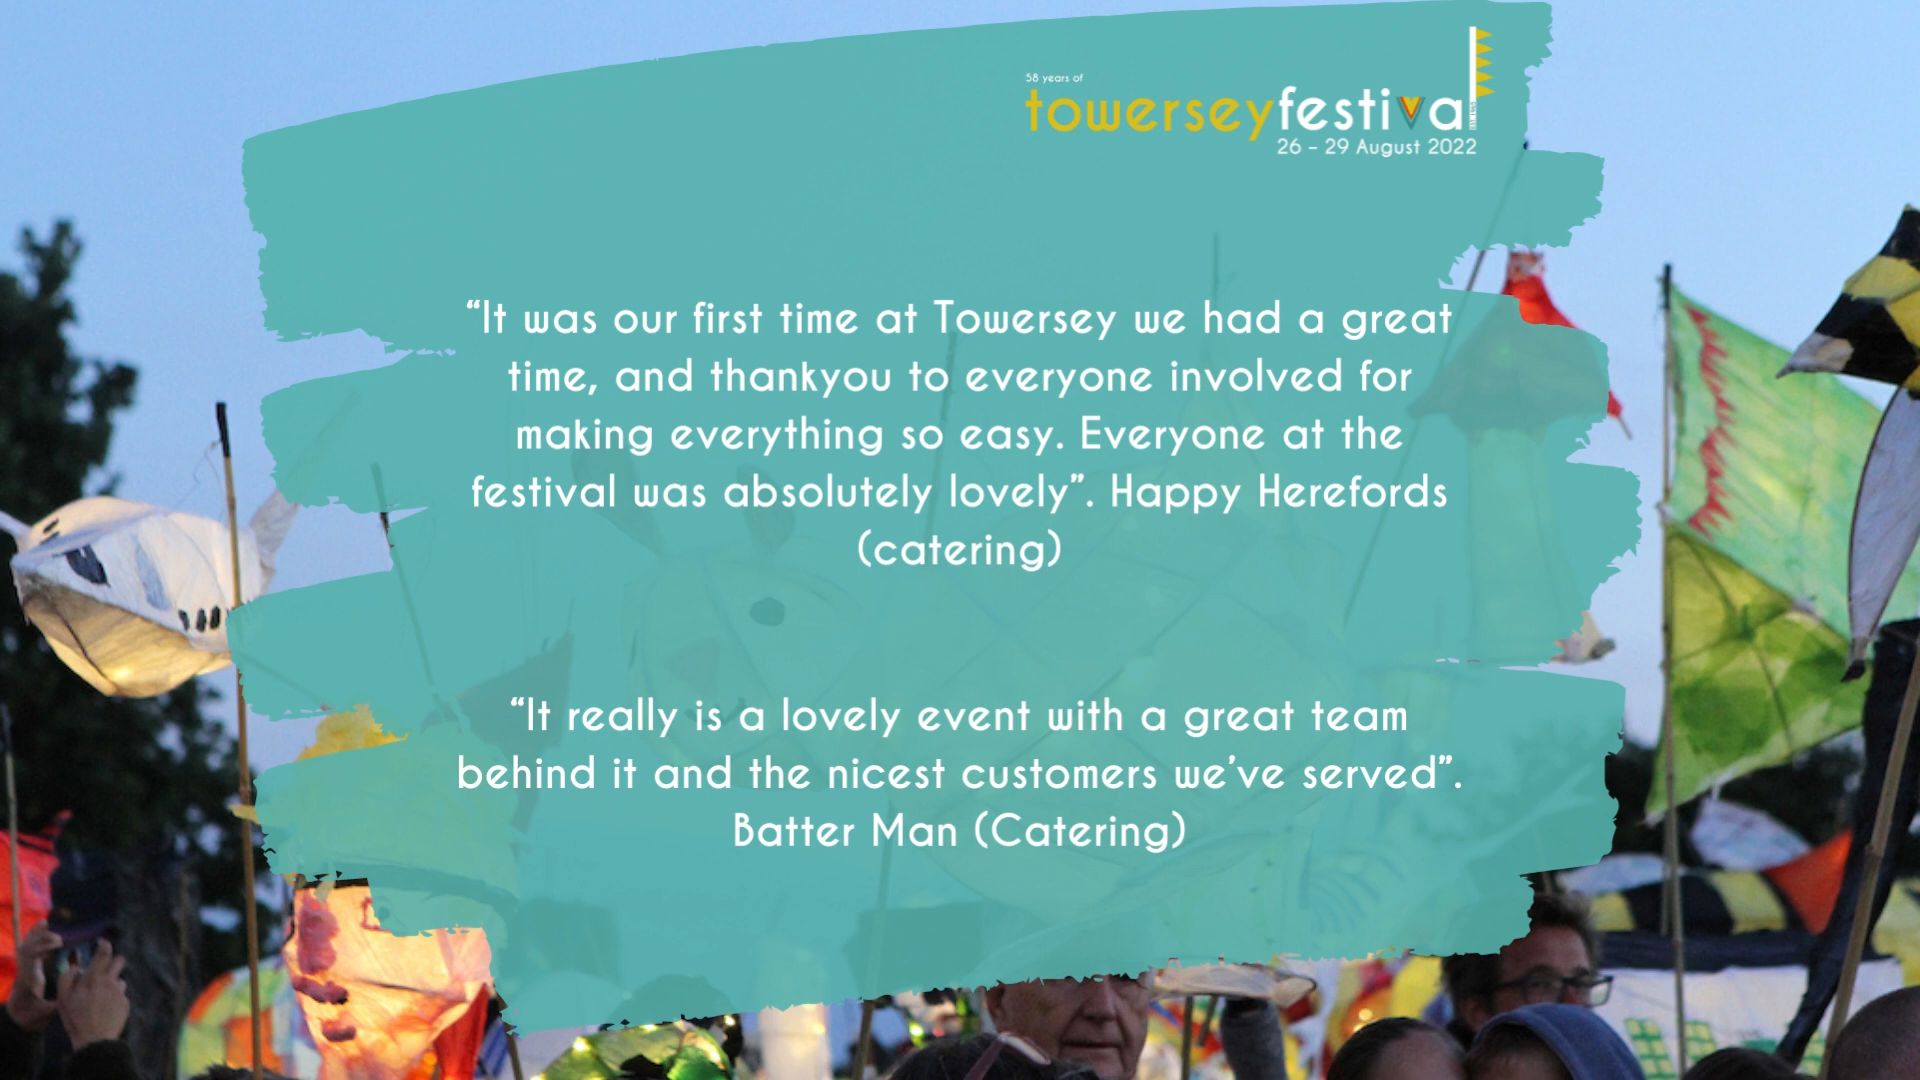 58 years of
towerseyfestival
26 – 29 August 2022
“It was our first time at Towersey we had a great
time, and thankyou to everyone involved for
making everything so easy. Everyone at the
festival was absolutely lovely”. Happy Herefords
(catering)
“It really is a lovely event with a great team
behind it and the nicest customers we’ve served”.
Batter Man (Catering)